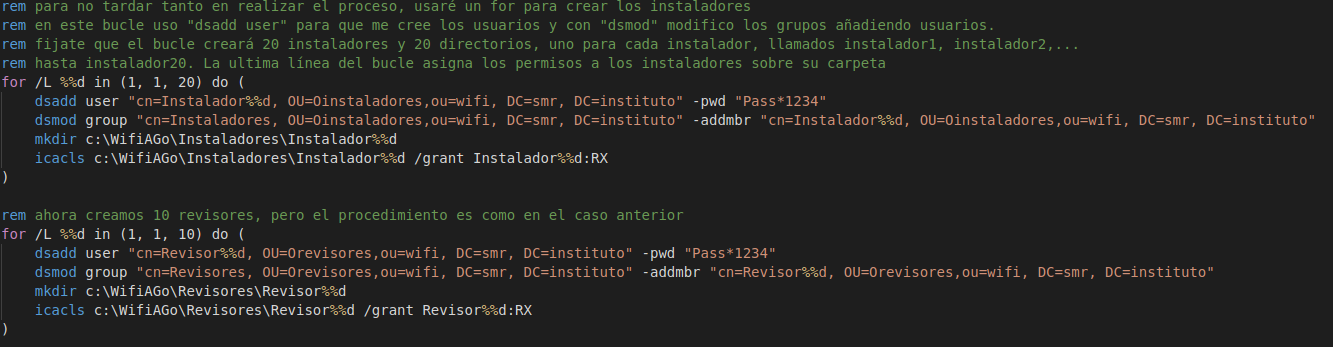 rem para no tardar tanto en realizar el proceso, usaré un for para crear los instaladores
rem en este bucle uso "dsadd user" para que me cree los usuarios y con "dsmod" modifico los grupos añadiendo usuarios.
rem fijate que el bucle creará 20 instaladores y 20 directorios, uno para cada instalador, llamados instalador1, instalador2,...
rem hasta instalador20. La ultima línea del bucle asigna los permisos a los instaladores sobre su carpeta
for /L %%d in (1, 1, 20) do (
    dsadd user "cn=Instalador%%d, OU=Oinstaladores,ou=wifi, DC=smr, DC=instituto" -pwd "Pass*1234"
    dsmod group "cn=Instaladores, OU=Oinstaladores,ou=wifi, DC=smr, DC=instituto" -addmbr "cn=Instalador%%d, OU=Oinstaladores,ou=wifi, DC=smr, DC=instituto"
    mkdir c:\WifiAGo\Instaladores\Instalador%%d
    icacls c:\WifiAGo\Instaladores\Instalador%%d /grant Instalador%%d:RX
)
rem ahora creamos 10 revisores, pero el procedimiento es como en el caso anterior
for /L %%d in (1, 1, 10) do (
    dsadd user "cn=Revisor%%d, OU=Orevisores,ou=wifi, DC=smr, DC=instituto" -pwd "Pass*1234"
    dsmod group "cn=Revisores, OU=Orevisores,ou=wifi, DC=smr, DC=instituto" -addmbr "cn=Revisor%%d, OU=Orevisores,ou=wifi, DC=smr, DC=instituto"
    mkdir c:\WifiAGo\Revisores\Revisor%%d
    icacls c:\WifiAGo\Revisores\Revisor%%d /grant Revisor%%d:RX
)